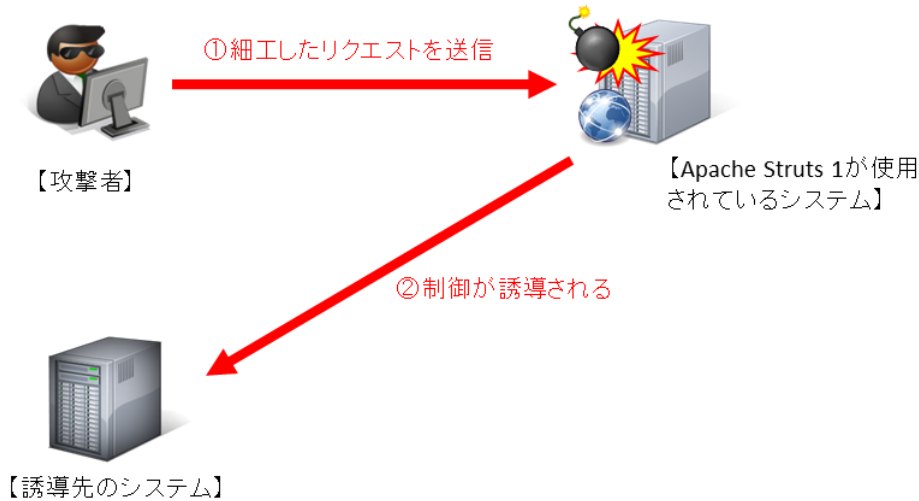 ①細工したリクエストを送信
【攻撃者】
【Apache Struts 1が使用
されているシステム】
②制御が誘導される
【誘導先のシステム】